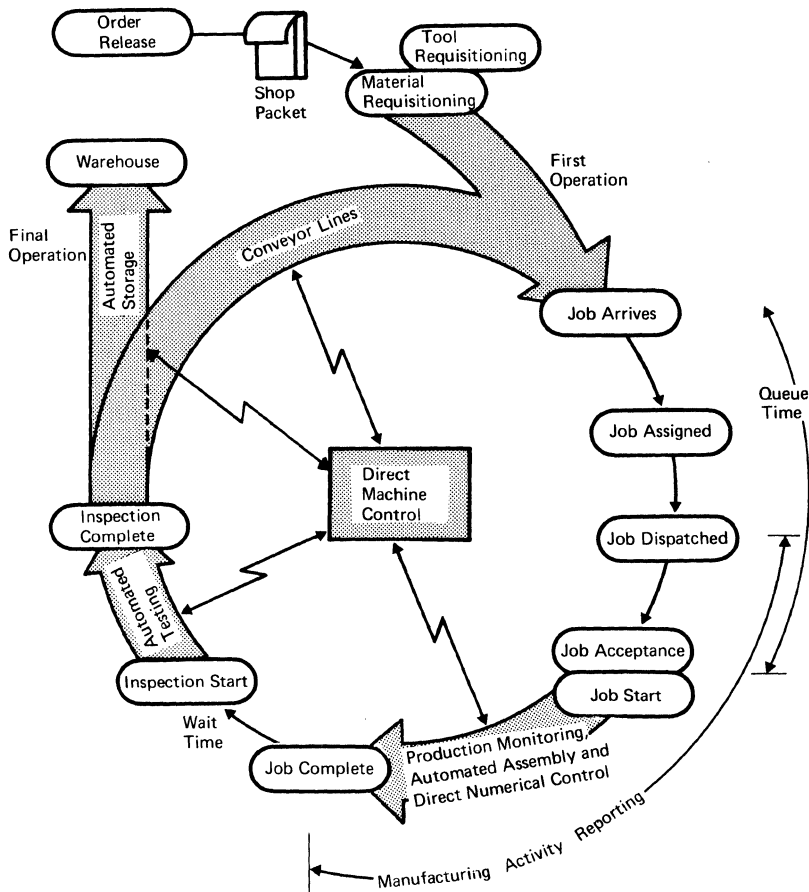 Order
Release
Shop
Packet
Tool
Requisitioning
Material
Requisitioning
First
Operation
Warehouse
Final
Operation
Automated
Storage
Conveyor Lines
Job Arrives
Queue
Time
Job Assigned
Direct
Machine
Control
Job Dispatched
Inspection
Complete
Automated
Testing
Job Acceptance
Job Start
Inspection Start
Wait
Time
Job Complete
Production Monitoring,
Automated Assembly and
Direct Numerical Control
Manufacturing Activity Reporting